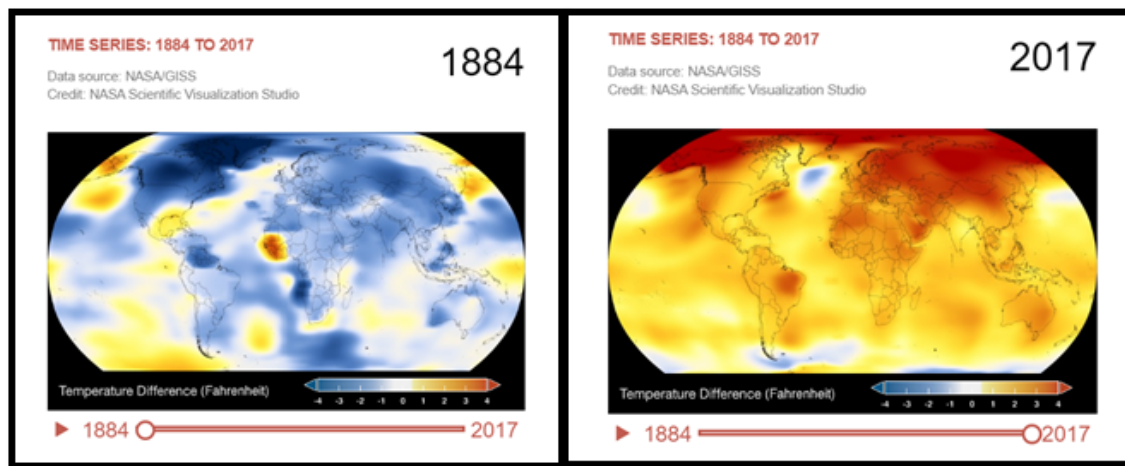 TIME SERIES: 1884 TO 2017
1884
Data source: NASA/GISS
Credit: NASA Scientific Visualization Studio
Temperature Difference (Fahrenheit)
-4 -3 -2 -1 0 1 2 3 4
1884 2017
TIME SERIES: 1884 TO 2017
2017
Data source: NASA/GISS
Credit: NASA Scientific Visualization Studio
Temperature Difference (Fahrenheit)
-4 -3 -2 -1 0 1 2 3 4
1884 2017